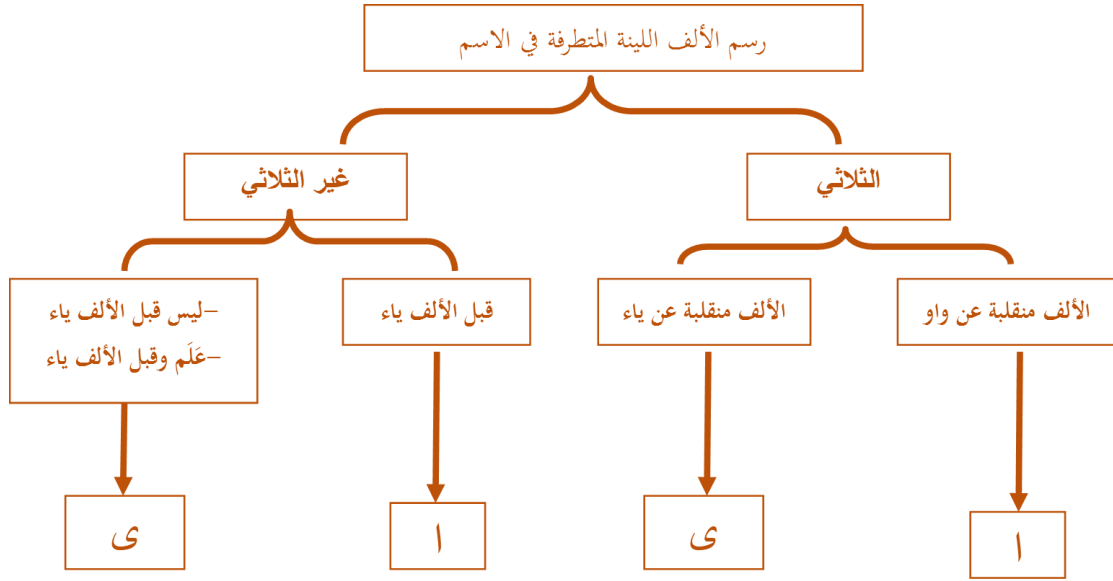 رسم الألف اللينة المتطرفة في الاسم
الثلاثي
غير الثلاثي
الألف منقلبة عن واو
الألف منقلبة عن ياء
قبل الألف ياء
–ليس قبل الألف ياء
–عَلَم وقبل الألف ياء
ا
ى
ا
ى